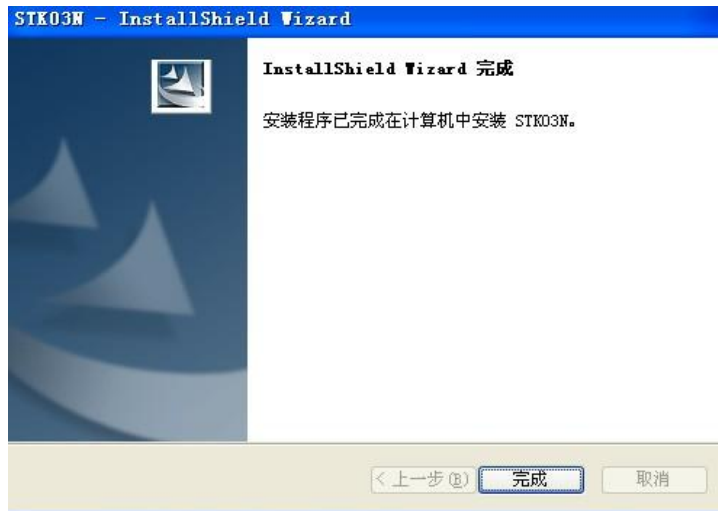 STK03N - InstallShield Wizard
InstallShield Wizard 完成
安装程序已完成在计算机中安装 STK03N。
< 上一步(B)
完成
取消